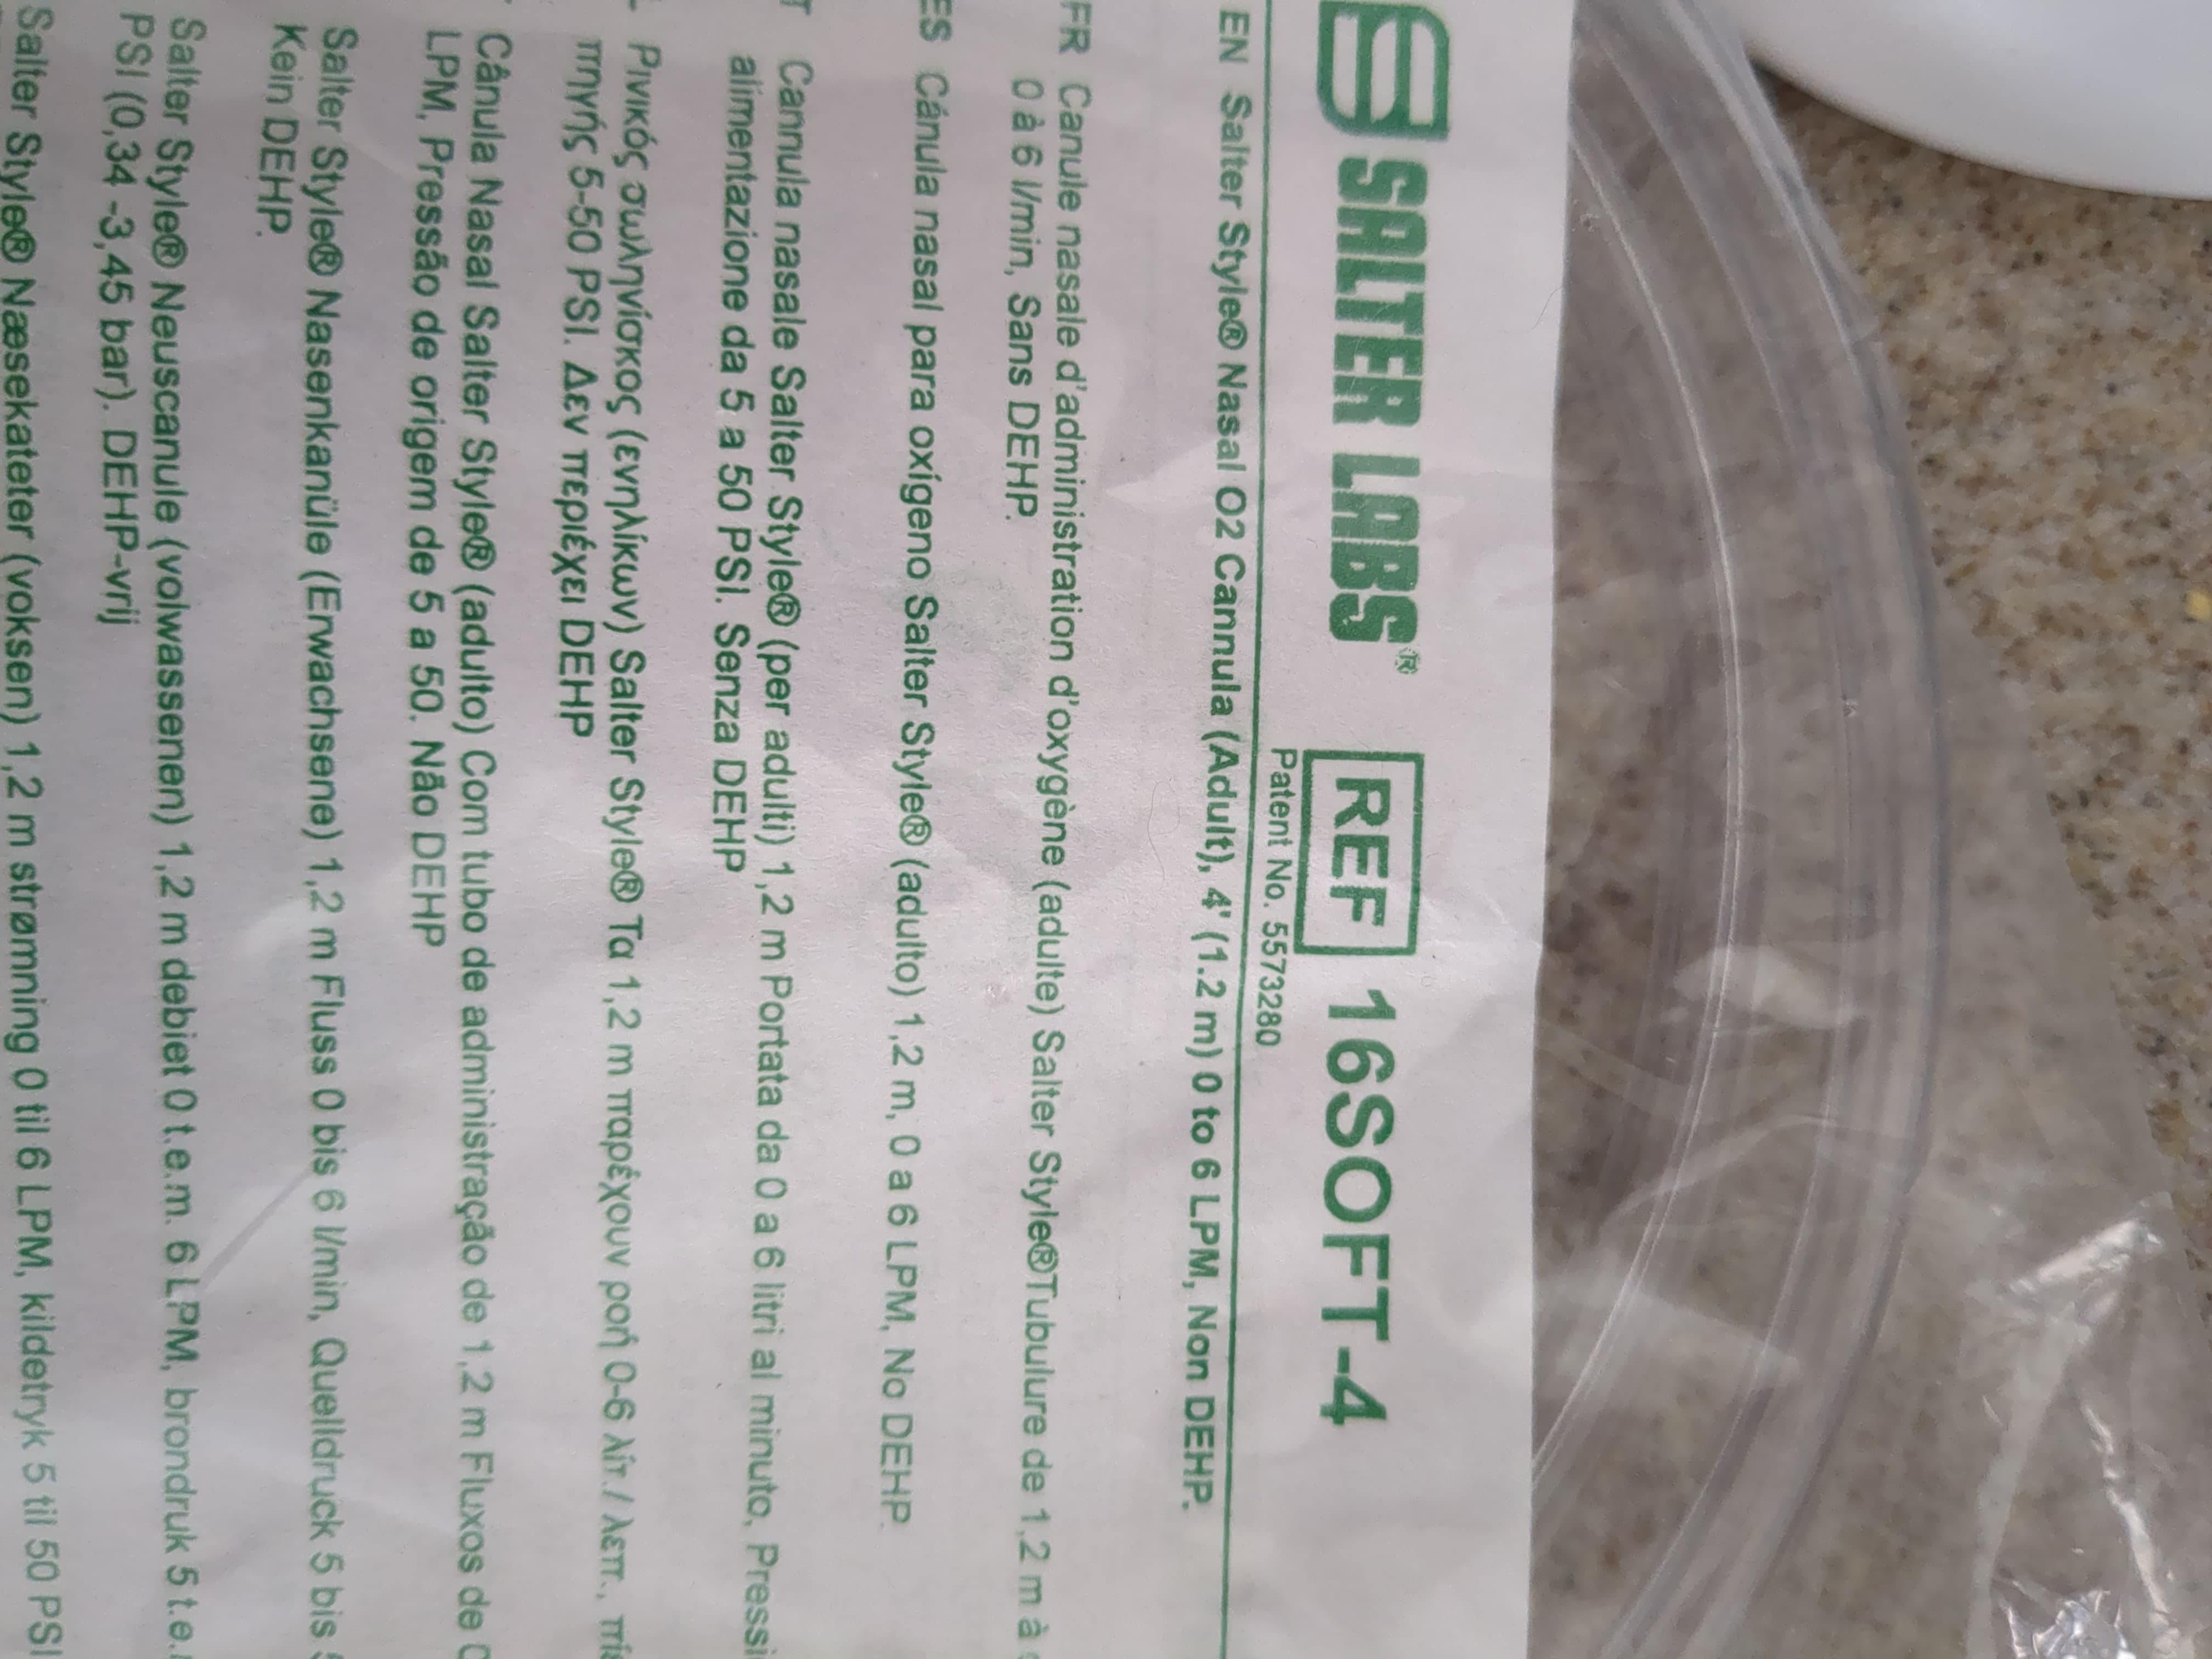 SALTER LABS® REF 16SOFT-4
Patent No. 5573280
EN Salter Style® Nasal O2 Cannula (Adult), 4' (1.2 m) 0 to 6 LPM, Non DEHP.
FR Canule nasale d'administration d'oxygène (adulte) Salter Style®Tubulure de 1,2 m à
0 à 6 l/min, Sans DEHP.
ES Cánula nasal para oxígeno Salter Style® (adulto) 1,2 m, 0 a 6 LPM, No DEHP.
Cannula nasale Salter Style® (per adulti) 1,2 m Portata da 0 a 6 litri al minuto, Pressi
alimentazione da 5 a 50 PSI. Senza DEHP
Ρινικός σωληνίσκος (ενηλίκων) Salter Style® Τα 1,2 m παρέχουν ροή 0-6 λίτ./ λεπτ.,
πηγής 5-50 PSI. Δεν περιέχει DEHP
Cânula Nasal Salter Style® (adulto) Com tubo de administração de 1,2 m Fluxos de 0
LPM, Pressão de origem de 5 a 50. Não DEHP
Salter Style® Nasenkanüle (Erwachsene) 1,2 m Fluss 0 bis 6 l/min, Quelldruck 5 bis
Kein DEHP.
Salter Style® Neuscanule (volwassenen) 1,2 m debiet 0 t.e.m. 6 LPM, brondruk 5 t.e.
PSI (0,34 -3,45 bar). DEHP-vrij
Salter Style® Næsekateter (voksen) 1,2 m strømning 0 til 6 LPM, kildetryk 5 til 50 PSI